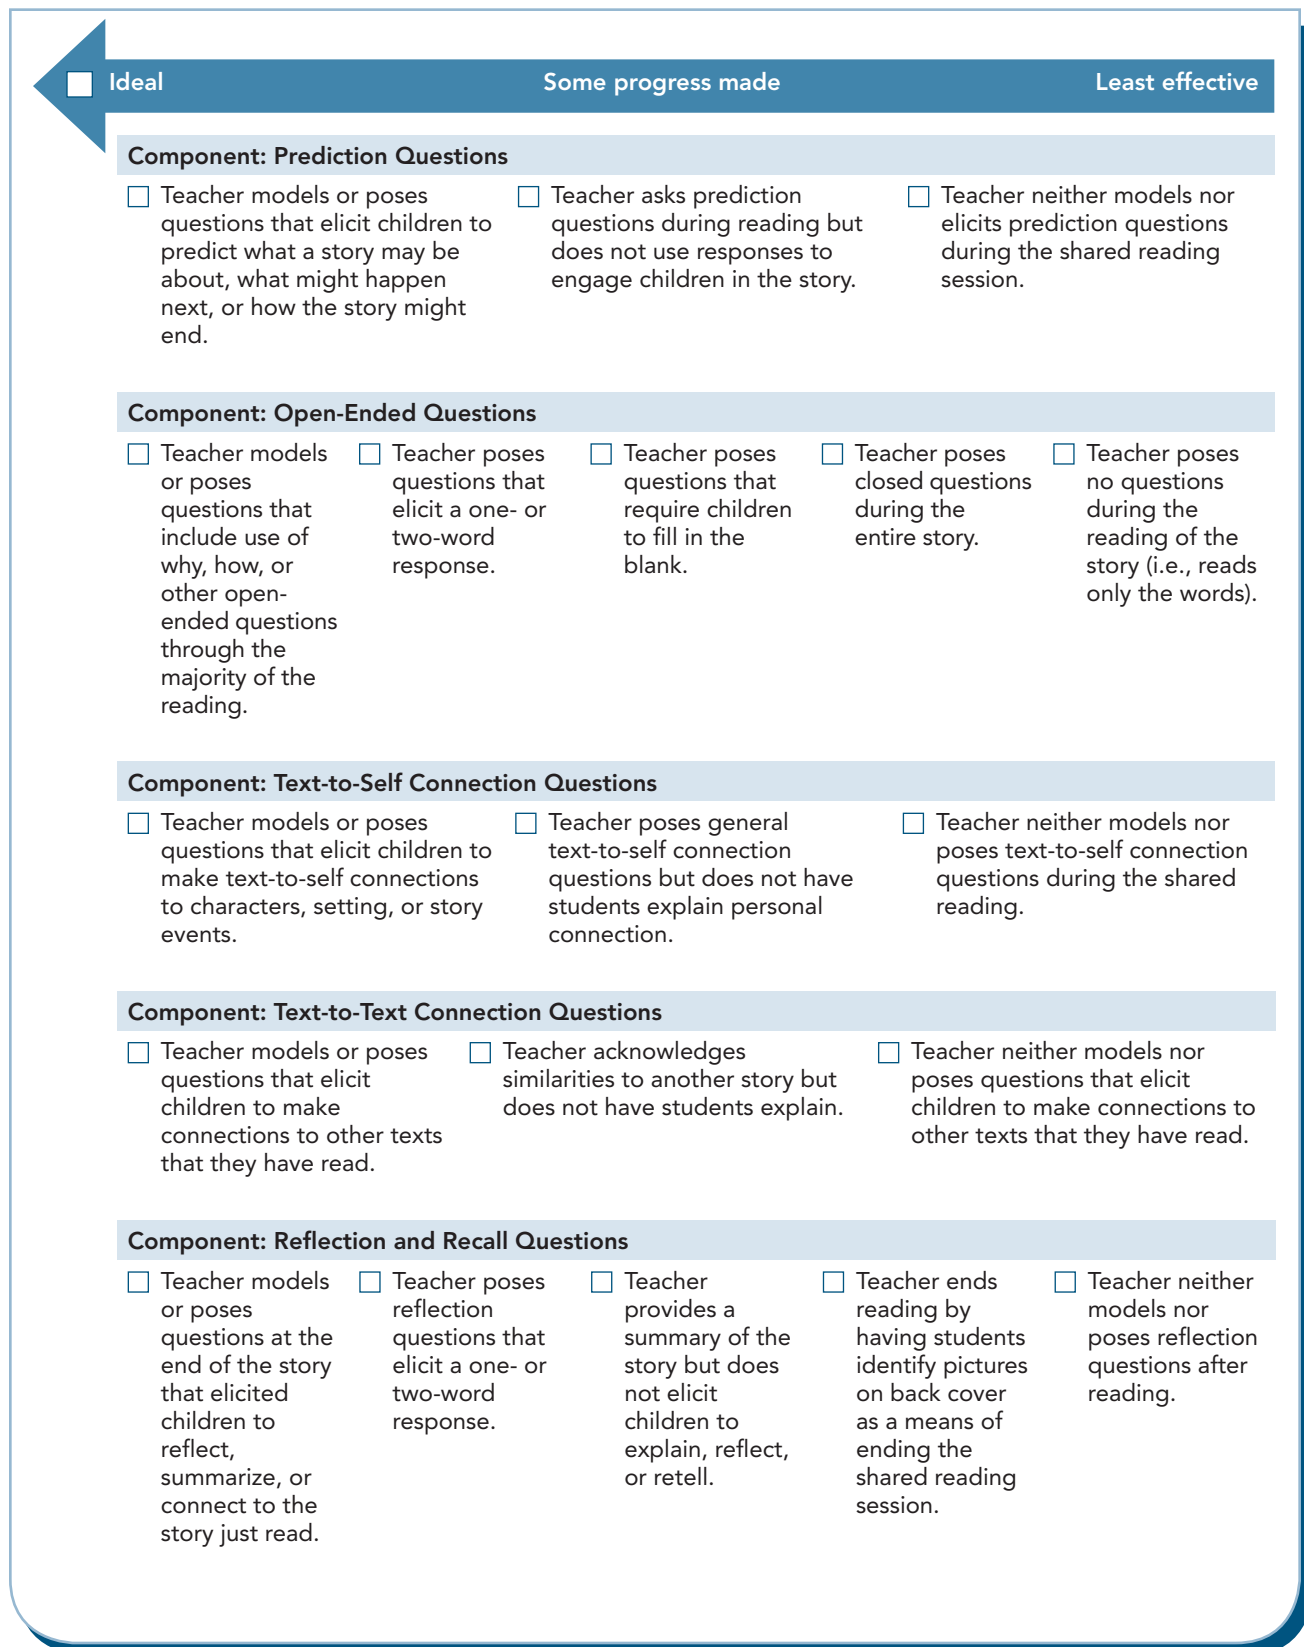 Ideal
Some progress made
Least effective
Component: Prediction Questions
Teacher models or poses
questions that elicit children to
predict what a story may be
about, what might happen
next, or how the story might
end.
Teacher asks prediction
questions during reading but
does not use responses to
engage children in the story.
Teacher neither models nor
elicits prediction questions
during the shared reading
session.
Component: Open-Ended Questions
Teacher models
or poses
questions that
include use of
why, how, or
other open-
ended questions
through the
majority of the
reading.
Teacher poses
questions that
elicit a one- or
two-word
response.
Teacher poses
questions that
require children
to fill in the
blank.
Teacher poses
closed questions
during the
entire story.
Teacher poses
no questions
during the
reading of the
story (i.e., reads
only the words).
Component: Text-to-Self Connection Questions
Teacher models or poses
questions that elicit children to
make text-to-self connections
to characters, setting, or story
events.
Teacher poses general
text-to-self connection
questions but does not have
students explain personal
connection.
Teacher neither models nor
poses text-to-self connection
questions during the shared
reading.
Component: Text-to-Text Connection Questions
Teacher models or poses
questions that elicit
children to make
connections to other texts
that they have read.
Teacher acknowledges
similarities to another story but
does not have students explain.
Teacher neither models nor
poses questions that elicit
children to make connections to
other texts that they have read.
Component: Reflection and Recall Questions
Teacher models
or poses
questions at the
end of the story
that elicited
children to
reflect,
summarize, or
connect to the
story just read.
Teacher poses
reflection
questions that
elicit a one- or
two-word
response.
Teacher
provides a
summary of the
story but does
not elicit
children to
explain, reflect,
or retell.
Teacher ends
reading by
having students
identify pictures
on back cover
as a means of
ending the
shared reading
session.
Teacher neither
models nor
poses reflection
questions after
reading.